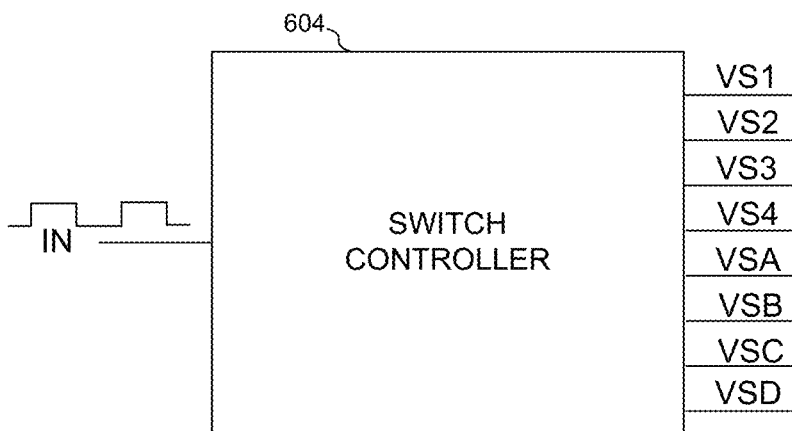 604
VS1
VS2
VS3
VS4
IN
SWITCH
CONTROLLER
VSA
VSB
VSC
VSD